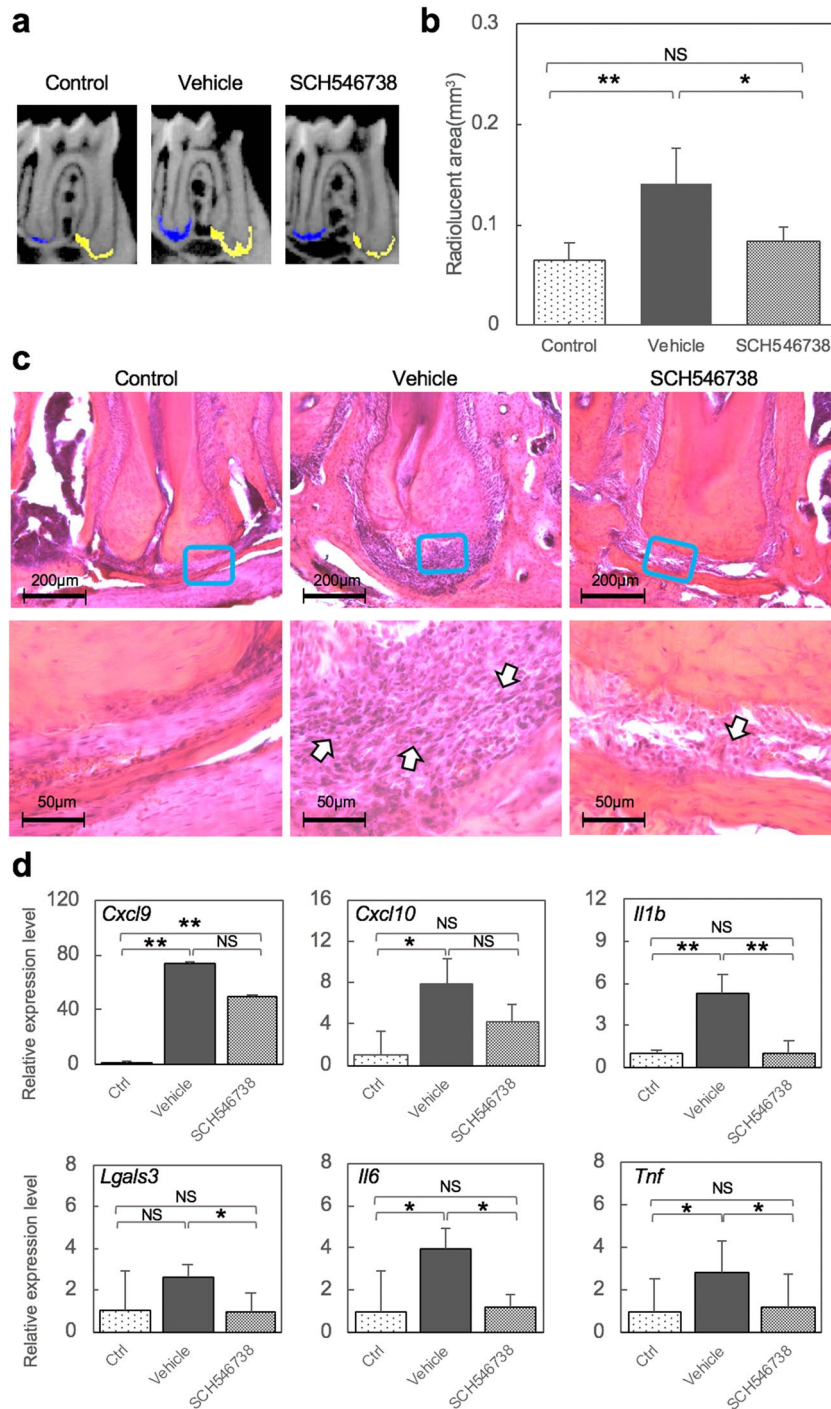 a
Control Vehicle SCH546738
b
Radiolucent area(mm³)
0.3
0.2
0.1
0
NS
** *
Control Vehicle SCH546738
c
Control Vehicle SCH546738
200µm 200µm 200µm
50µm 50µm 50µm
d
Relative expression level
120
80
40
0
Cxcl9
**
** NS
Ctrl Vehicle SCH546738
16
12
8
4
0
Cxcl10
NS
* NS
Ctrl Vehicle SCH546738
12
9
6
3
0
Il1b
NS
** **
Ctrl Vehicle SCH546738
Relative expression level
8
6
4
2
0
Lgals3
NS
NS *
Ctrl Vehicle SCH546738
8
6
4
2
0
Il6
NS
* *
Ctrl Vehicle SCH546738
8
6
4
2
0
Tnf
NS
* *
Ctrl Vehicle SCH546738